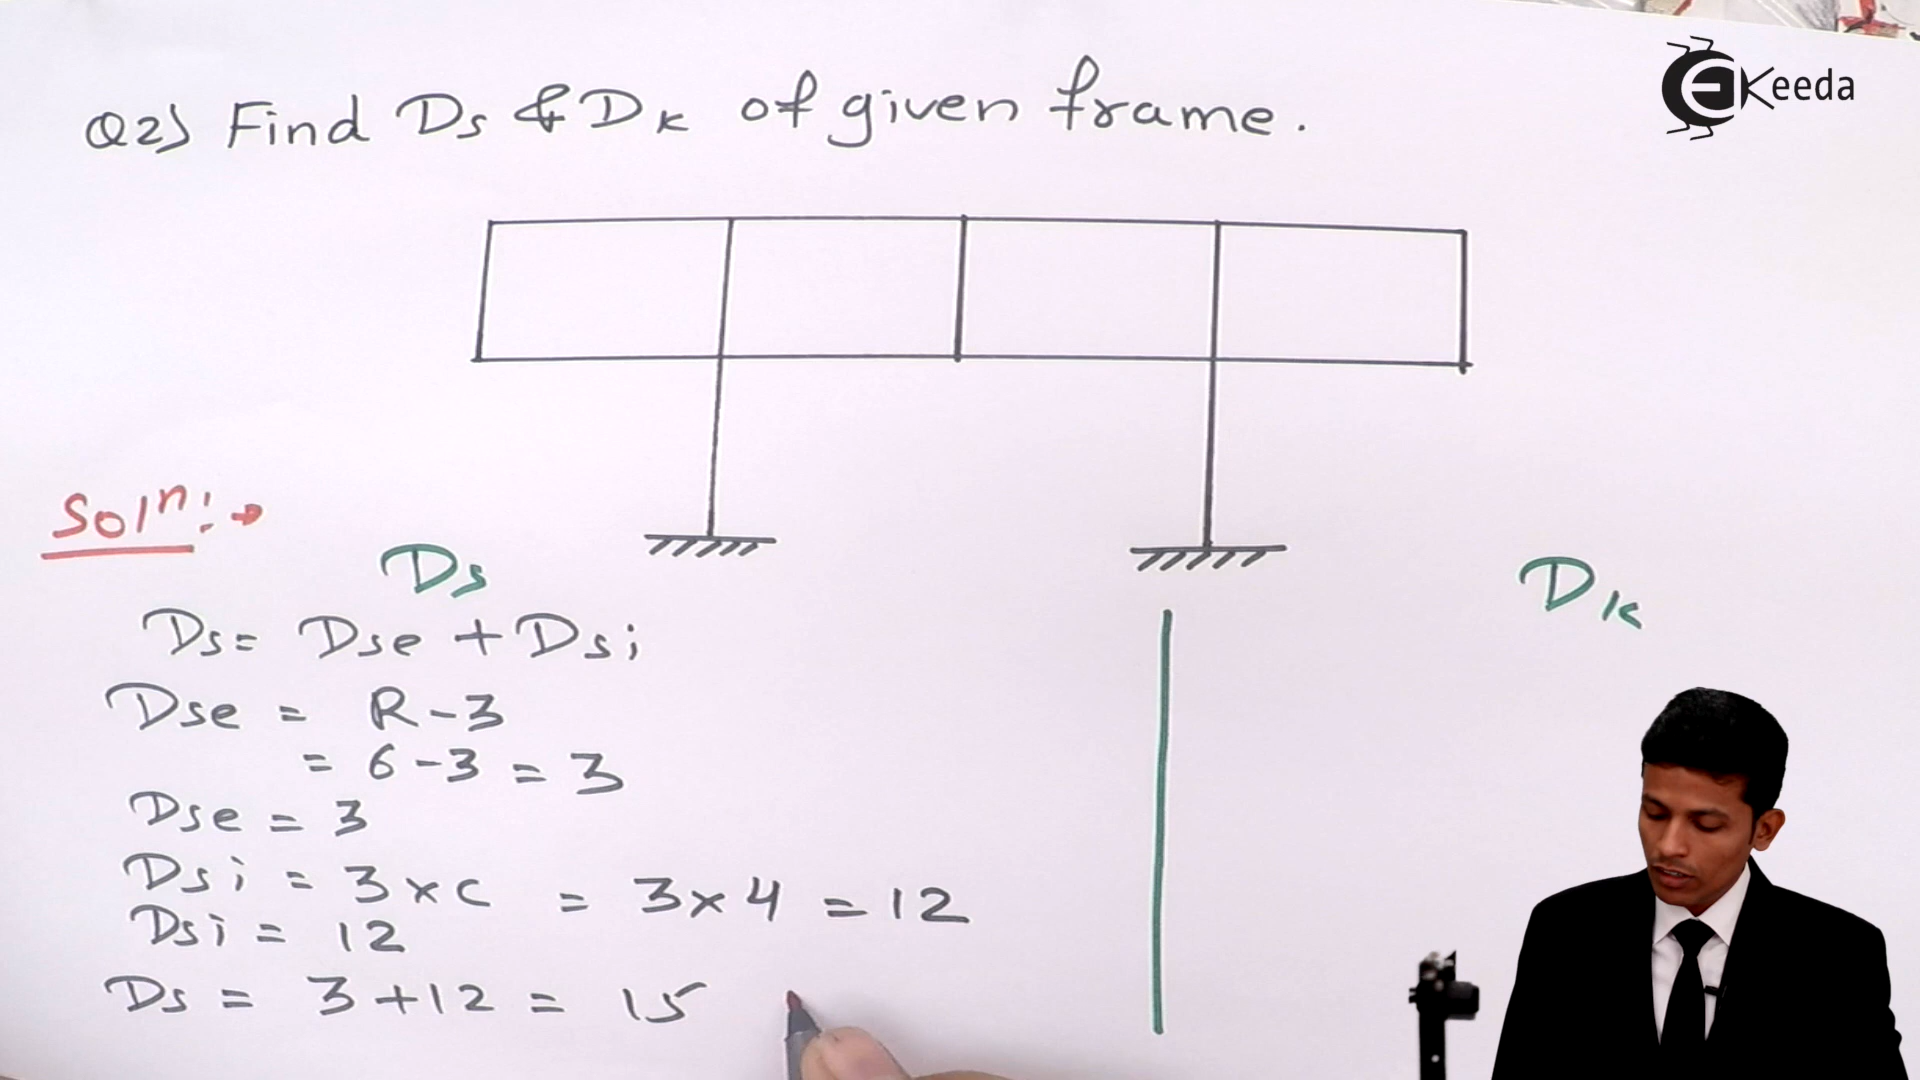 Keeda
Q2) Find Ds & Dk of given frame.
Soln:→
Ds
Dk
Ds = Dse + Dsi
Dse = R-3
= 6-3 = 3
Dse = 3
Dsi = 3×c = 3×4 = 12
Dsi = 12
Ds = 3+12 = 15